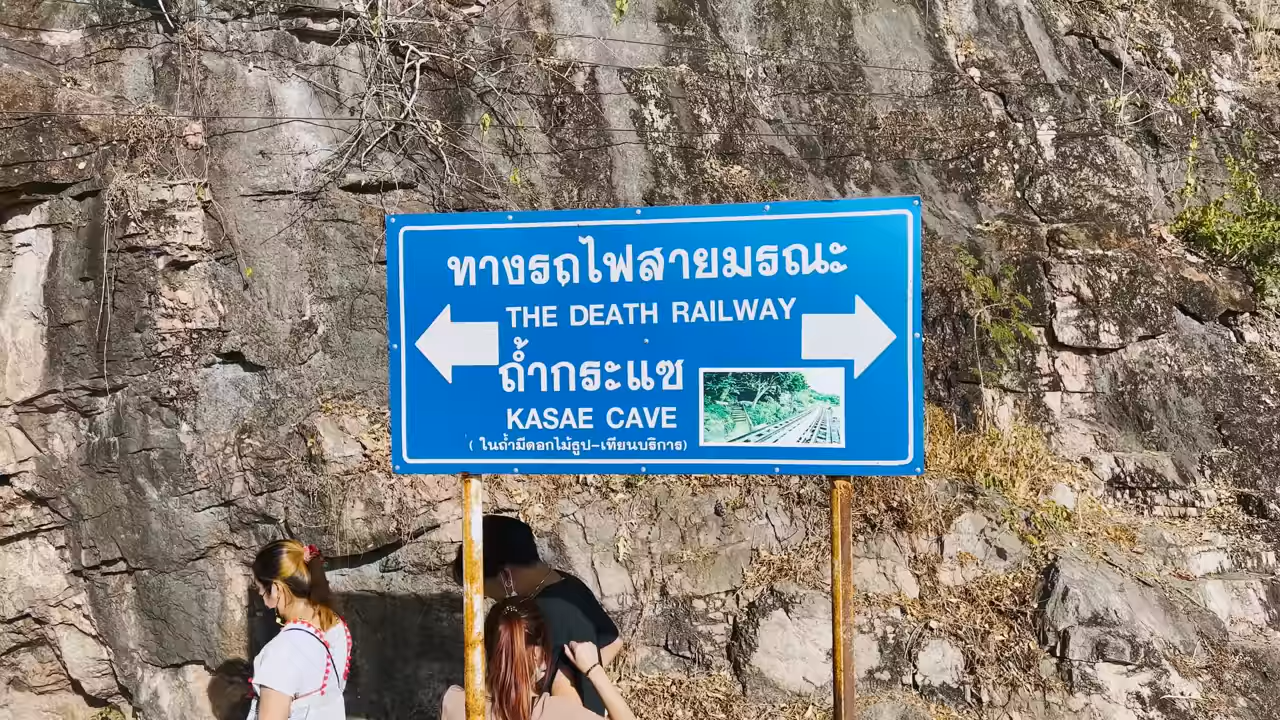 ทางรถไฟสายมรณะ
THE DEATH RAILWAY
ถ้ำกระแซ
KASAE CAVE
( ในถ้ำมีดอกไม้ธูป-เทียนบริการ)